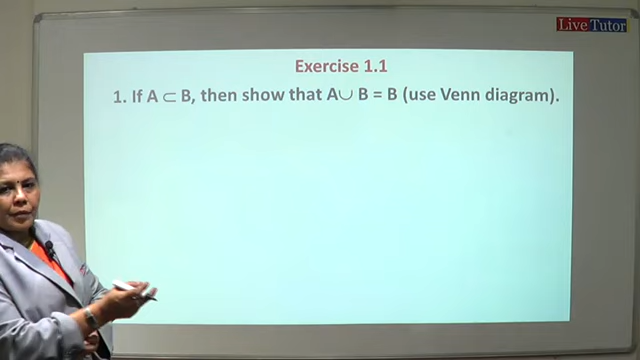 Live Tutor
Exercise 1.1
1. If A ⊂ B, then show that A∪ B = B (use Venn diagram).